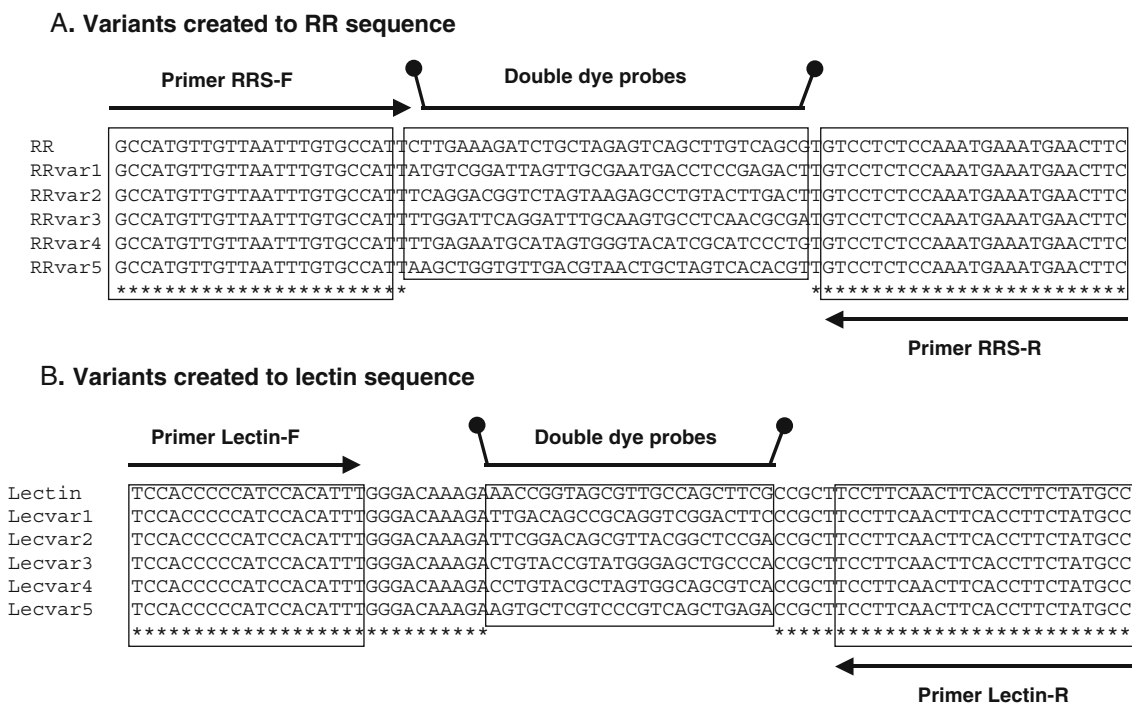 A. Variants created to RR sequence
Primer RRS-F
Double dye probes
RR GCCATGTTGTTAATTTGTGCCATTCTTGAAAGATCTGCTAGAGTCAGCTTGTCAGCGTGTCCTCTCCAAATGAAATGAACTTC
RRvar1 GCCATGTTGTTAATTTGTGCCATTATGTCGGATTAGTTGCGAATGACCTCCGAGACTTGTCCTCTCCAAATGAAATGAACTTC
RRvar2 GCCATGTTGTTAATTTGTGCCATTTCAGGACGGTCTAGTAAGAGCCTGTACTTGACTTGTCCTCTCCAAATGAAATGAACTTC
RRvar3 GCCATGTTGTTAATTTGTGCCATTTTGGATTCAGGATTTGCAAGTGCCTCAACGCGATGTCCTCTCCAAATGAAATGAACTTC
RRvar4 GCCATGTTGTTAATTTGTGCCATTTTGAGAATGCATAGTGGGTACATCGCATCCCTGTGTCCTCTCCAAATGAAATGAACTTC
RRvar5 GCCATGTTGTTAATTTGTGCCATTAAGCTGGTGTTGACGTAACTGCTAGTCACACGTTGTCCTCTCCAAATGAAATGAACTTC
************************ **************************
Primer RRS-R
B. Variants created to lectin sequence
Primer Lectin-F
Double dye probes
Lectin TCCACCCCCATCCACATTTGGGACAAAGAAACCGGTAGCGTTGCCAGCTTCGCCGCTTCCTTCAACTTCACCTTCTATGCC
Lecvar1 TCCACCCCCATCCACATTTGGGACAAAGATTGACAGCCGCAGGTCGGACTTCCCGCTTCCTTCAACTTCACCTTCTATGCC
Lecvar2 TCCACCCCCATCCACATTTGGGACAAAGATTCGGACAGCGTTACGGCTCCGACCGCTTCCTTCAACTTCACCTTCTATGCC
Lecvar3 TCCACCCCCATCCACATTTGGGACAAAGACTGTACCGTATGGGAGCTGCCCACCGCTTCCTTCAACTTCACCTTCTATGCC
Lecvar4 TCCACCCCCATCCACATTTGGGACAAAGACCTGTACGCTAGTGGCAGCGTCACCGCTTCCTTCAACTTCACCTTCTATGCC
Lecvar5 TCCACCCCCATCCACATTTGGGACAAAGAAGTGCTCGTCCCGTCAGCTGAGACCGCTTCCTTCAACTTCACCTTCTATGCC
***************************** *****************************
Primer Lectin-R